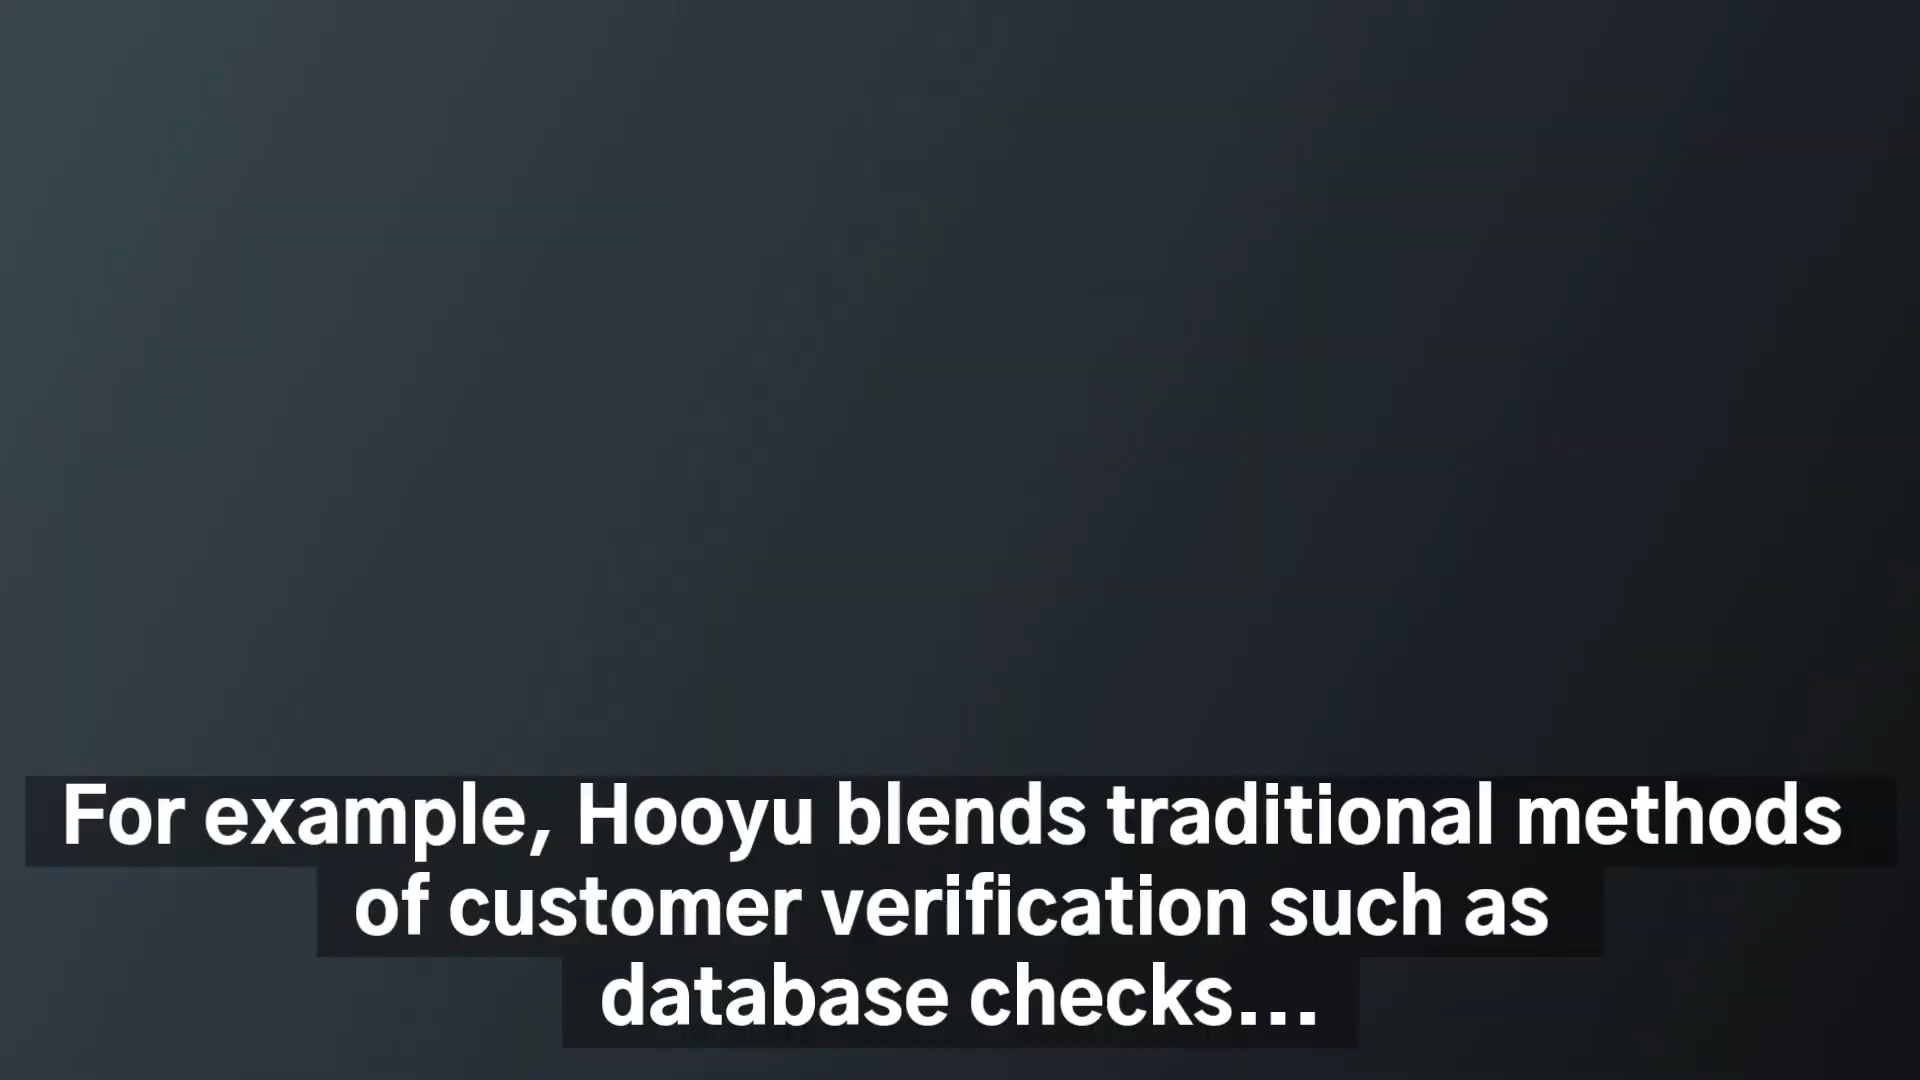 For example, Hooyu blends traditional methods
of customer verification such as
database checks...